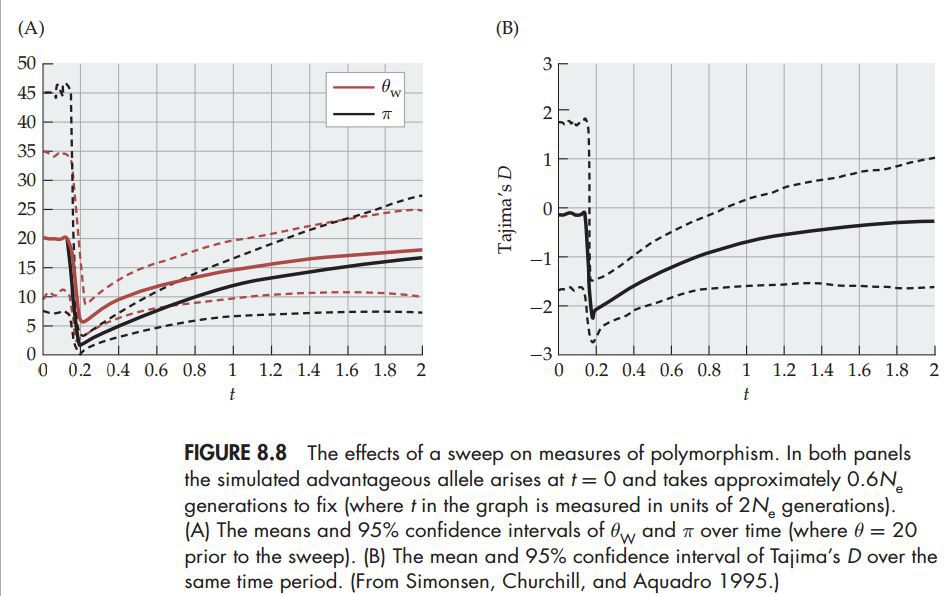 (A)
(B)
50
45
40
35
30
25
20
15
10
5
0
0 0.2 0.4 0.6 0.8 1 1.2 1.4 1.6 1.8 2
t
θw
π
3
2
1
0
−1
−2
−3
Tajima's D
0 0.2 0.4 0.6 0.8 1 1.2 1.4 1.6 1.8 2
t
FIGURE 8.8 The effects of a sweep on measures of polymorphism. In both panels
the simulated advantageous allele arises at t = 0 and takes approximately 0.6Ne
generations to fix (where t in the graph is measured in units of 2Ne generations).
(A) The means and 95% confidence intervals of θW and π over time (where θ = 20
prior to the sweep). (B) The mean and 95% confidence interval of Tajima's D over the
same time period. (From Simonsen, Churchill, and Aquadro 1995.)